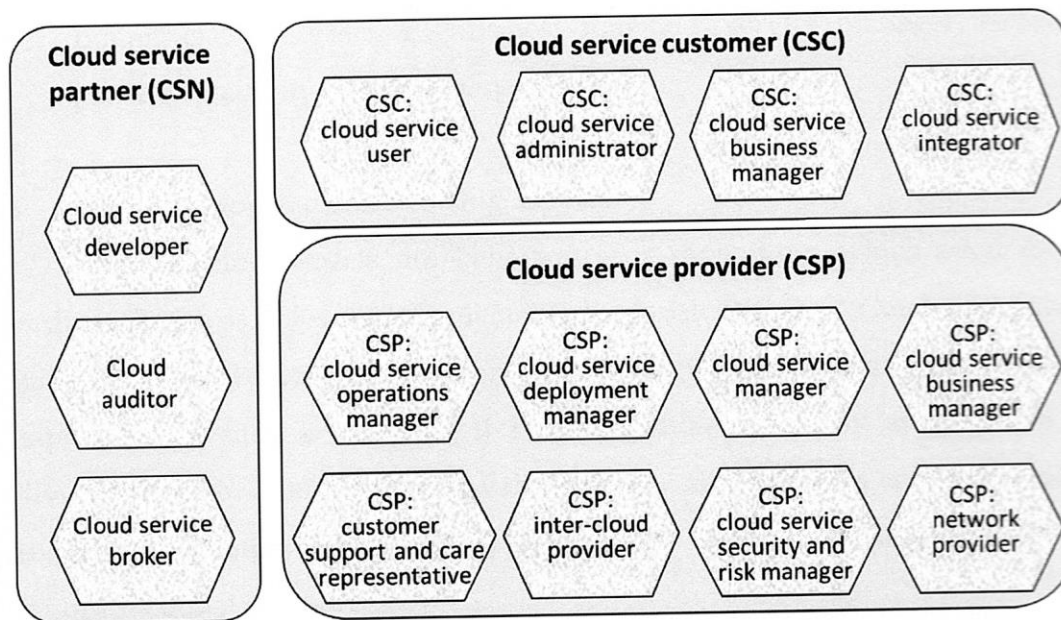 Cloud service
partner (CSN)
Cloud service
developer
Cloud
auditor
Cloud service
broker
Cloud service customer (CSC)
CSC:
cloud service
user
CSC:
cloud service
administrator
CSC:
cloud service
business
manager
CSC:
cloud service
integrator
Cloud service provider (CSP)
CSP:
cloud service
operations
manager
CSP:
cloud service
deployment
manager
CSP:
cloud service
manager
CSP:
cloud service
business
manager
CSP:
customer
support and care
representative
CSP:
inter-cloud
provider
CSP:
cloud service
security and
risk manager
CSP:
network
provider